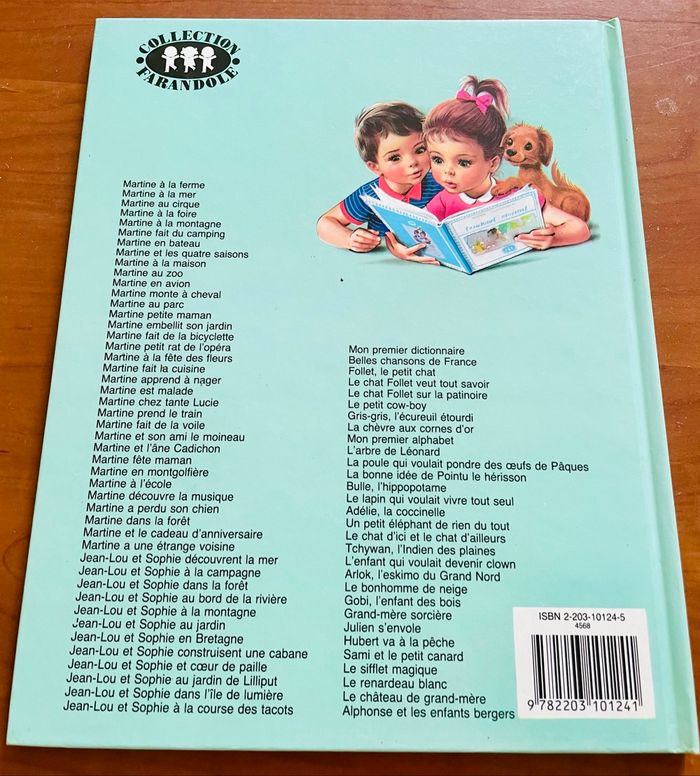 COLLECTION
FARANDOLE
Martine à la ferme
Martine à la mer
Martine au cirque
Martine à la foire
Martine à la montagne
Martine fait du camping
Martine en bateau
Martine et les quatre saisons
Martine à la maison
Martine au zoo
Martine en avion
Martine monte à cheval
Martine au parc
Martine petite maman
Martine embellit son jardin
Martine fait de la bicyclette
Martine petit rat de l'opéra
Martine à la fête des fleurs
Martine fait la cuisine
Martine apprend à nager
Martine est malade
Martine chez tante Lucie
Martine prend le train
Martine fait de la voile
Martine et son ami le moineau
Martine et l'âne Cadichon
Martine fête maman
Martine en montgolfière
Martine à l'école
Martine découvre la musique
Martine a perdu son chien
Martine dans la forêt
Martine et le cadeau d'anniversaire
Martine a une étrange voisine
Jean-Lou et Sophie découvrent la mer
Jean-Lou et Sophie à la campagne
Jean-Lou et Sophie dans la forêt
Jean-Lou et Sophie au bord de la rivière
Jean-Lou et Sophie à la montagne
Jean-Lou et Sophie au jardin
Jean-Lou et Sophie en Bretagne
Jean-Lou et Sophie construisent une cabane
Jean-Lou et Sophie et cœur de paille
Jean-Lou et Sophie au jardin de Lilliput
Jean-Lou et Sophie dans l'île de lumière
Jean-Lou et Sophie à la course des tacots
Mon premier dictionnaire
Belles chansons de France
Follet, le petit chat
Le chat Follet veut tout savoir
Le chat Follet sur la patinoire
Le petit cow-boy
Gris-gris, l'écureuil étourdi
La chèvre aux cornes d'or
Mon premier alphabet
L'arbre de Léonard
La poule qui voulait pondre des œufs de Pâques
La bonne idée de Pointu le hérisson
Bulle, l'hippopotame
Le lapin qui voulait vivre tout seul
Adélie, la coccinelle
Un petit éléphant de rien du tout
Le chat d'ici et le chat d'ailleurs
Tchywan, l'Indien des plaines
L'enfant qui voulait devenir clown
Arlok, l'eskimo du Grand Nord
Le bonhomme de neige
Gobi, l'enfant des bois
Grand-mère sorcière
Julien s'envole
Hubert va à la pêche
Sami et le petit canard
Le sifflet magique
Le renardeau blanc
Le château de grand-mère
Alphonse et les enfants bergers
ISBN 2-203-10124-5
4568
9 782203 101241